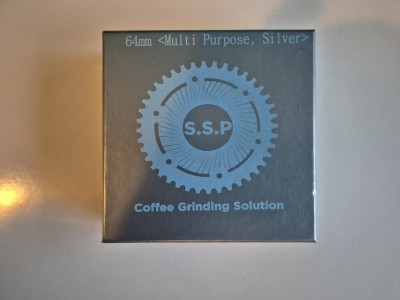 64mm <Multi Purpose, Silver>
S.S.P
Coffee Grinding Solution